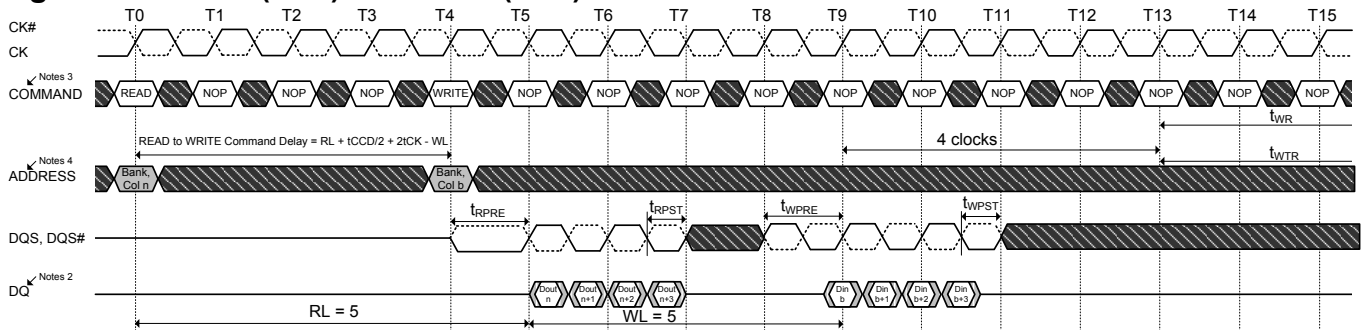 T0 T1 T2 T3 T4 T5 T6 T7 T8 T9 T10 T11 T12 T13 T14 T15
CK#
CK
Notes 3
COMMAND READ NOP NOP NOP WRITE NOP NOP NOP NOP NOP NOP NOP NOP NOP NOP NOP
tWR
READ to WRITE Command Delay = RL + tCCD/2 + 2tCK - WL
4 clocks
tWTR
Notes 4
ADDRESS
Bank, Col n
Bank, Col b
tRPRE tRPST tWPRE tWPST
DQS, DQS#
Notes 2
DQ
Dout n
Dout n+1
Dout n+2
Dout n+3
Din b
Din b+1
Din b+2
Din b+3
RL = 5 WL = 5